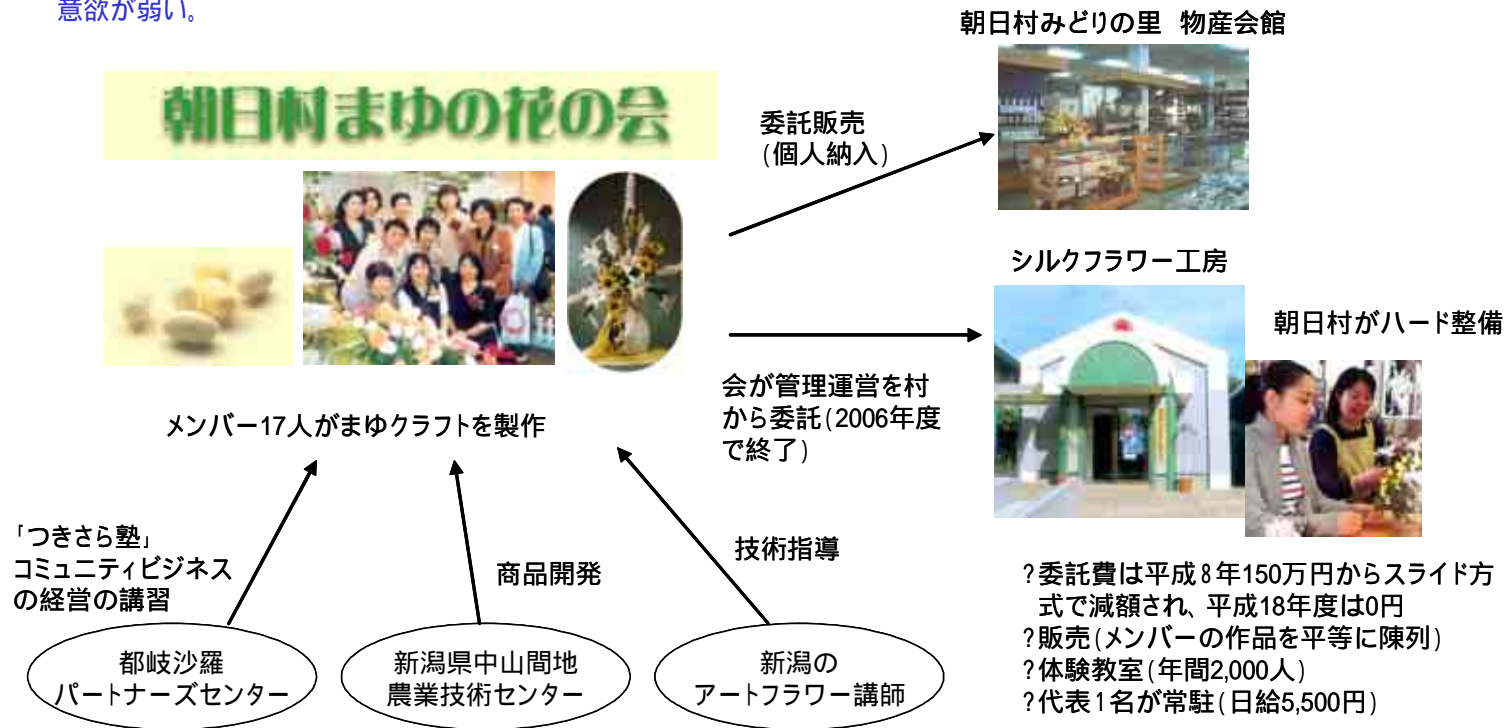 意欲が弱い。
朝日村みどりの里 物産会館
朝日村まゆの花の会
委託販売
(個人納入)
シルクフラワー工房
朝日村がハード整備
会が管理運営を村
から委託(2006年度
で終了)
メンバー17人がまゆクラフトを製作
「つきさら塾」
コミュニティビジネス
の経営の講習
商品開発
技術指導
都岐沙羅
パートナーズセンター
新潟県中山間地
農業技術センター
新潟の
アートフラワー講師
?委託費は平成8年150万円からスライド方
式で減額され、平成18年度は0円
?販売(メンバーの作品を平等に陳列)
?体験教室(年間2,000人)
?代表1名が常駐(日給5,500円)